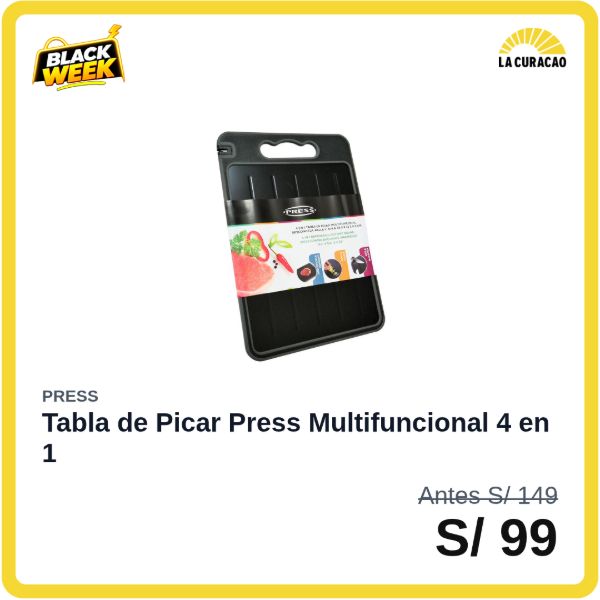 BLACK
WEEK
LA CURACAO
PRESS
PRESS
Tabla de Picar Press Multifuncional 4 en
1
Antes S/ 149
S/ 99